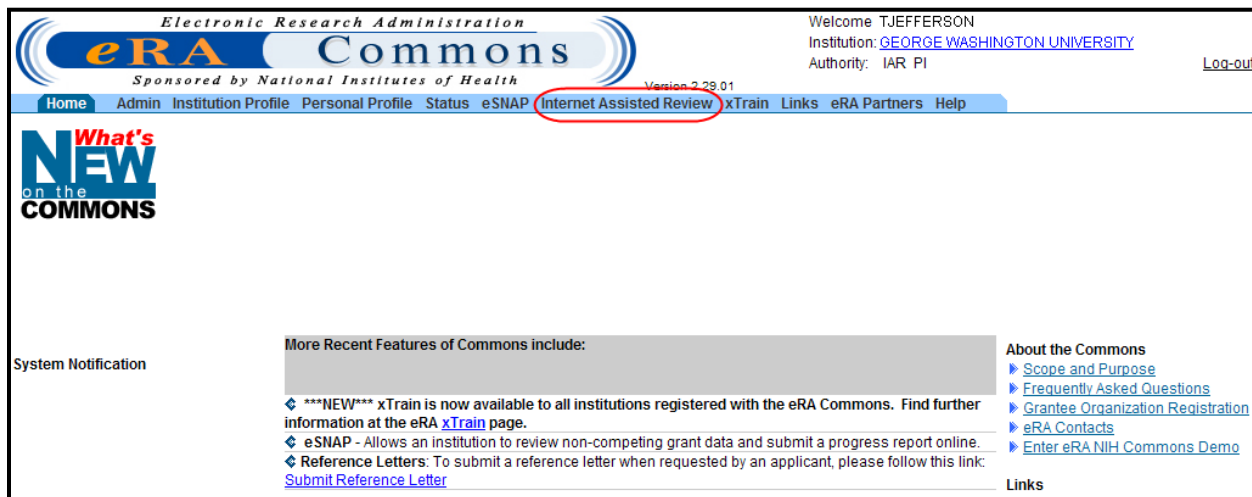 Electronic Research Administration
eRA Commons
Sponsored by National Institutes of Health
Version 2.29.01
Welcome TJEFFERSON
Institution: GEORGE WASHINGTON UNIVERSITY
Authority: IAR PI
Log-out
Home Admin Institution Profile Personal Profile Status eSNAP Internet Assisted Review xTrain Links eRA Partners Help
What's
NEW
on the
COMMONS
System Notification
More Recent Features of Commons include:
***NEW*** xTrain is now available to all institutions registered with the eRA Commons. Find further
information at the eRA xTrain page.
eSNAP - Allows an institution to review non-competing grant data and submit a progress report online.
Reference Letters: To submit a reference letter when requested by an applicant, please follow this link:
Submit Reference Letter
About the Commons
Scope and Purpose
Frequently Asked Questions
Grantee Organization Registration
eRA Contacts
Enter eRA NIH Commons Demo
Links